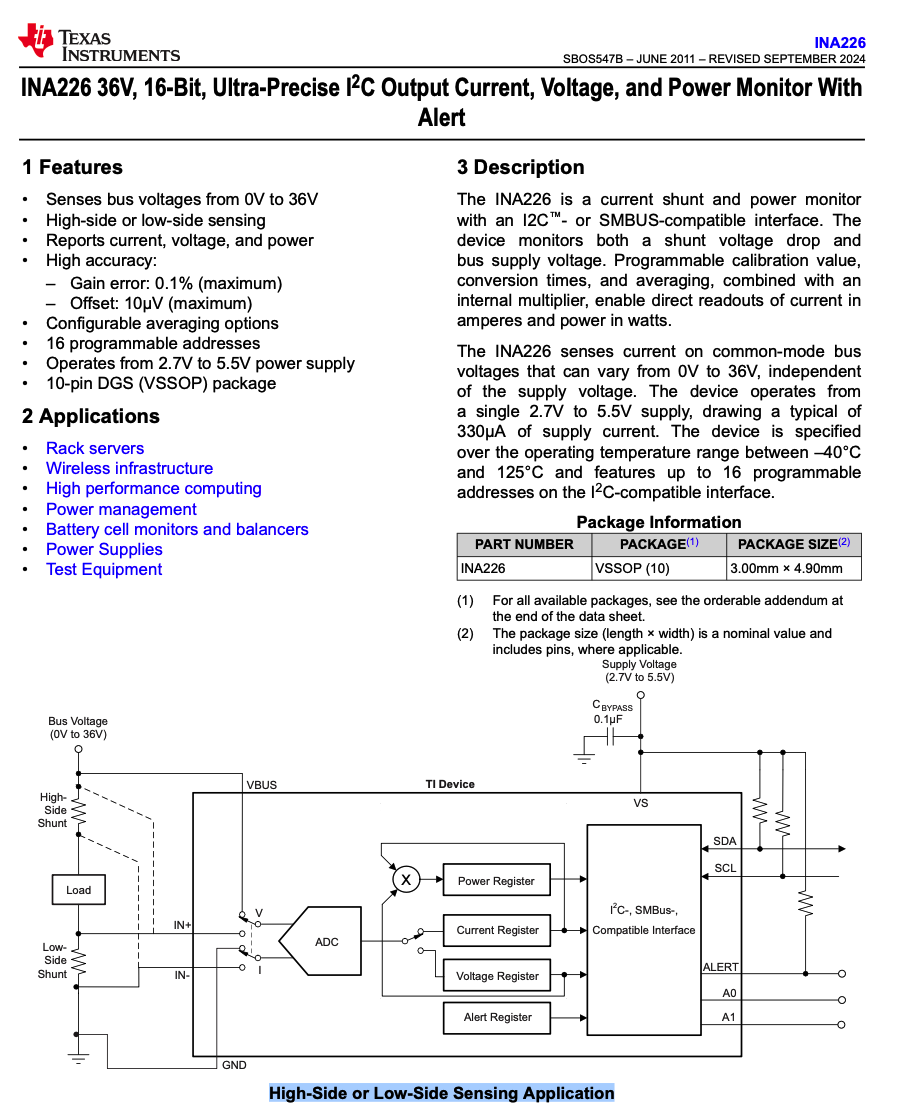 TEXAS
INSTRUMENTS
INA226
SBOS547B – JUNE 2011 – REVISED SEPTEMBER 2024
INA226 36V, 16-Bit, Ultra-Precise I²C Output Current, Voltage, and Power Monitor With
Alert
1 Features
• Senses bus voltages from 0V to 36V
• High-side or low-side sensing
• Reports current, voltage, and power
• High accuracy:
– Gain error: 0.1% (maximum)
– Offset: 10µV (maximum)
• Configurable averaging options
• 16 programmable addresses
• Operates from 2.7V to 5.5V power supply
• 10-pin DGS (VSSOP) package
2 Applications
• Rack servers
• Wireless infrastructure
• High performance computing
• Power management
• Battery cell monitors and balancers
• Power Supplies
• Test Equipment
3 Description
The INA226 is a current shunt and power monitor
with an I2C™- or SMBUS-compatible interface. The
device monitors both a shunt voltage drop and
bus supply voltage. Programmable calibration value,
conversion times, and averaging, combined with an
internal multiplier, enable direct readouts of current in
amperes and power in watts.
The INA226 senses current on common-mode bus
voltages that can vary from 0V to 36V, independent
of the supply voltage. The device operates from
a single 2.7V to 5.5V supply, drawing a typical of
330µA of supply current. The device is specified
over the operating temperature range between –40°C
and 125°C and features up to 16 programmable
addresses on the I²C-compatible interface.
Package Information
PART NUMBER PACKAGE(1) PACKAGE SIZE(2)
INA226 VSSOP (10) 3.00mm × 4.90mm
(1) For all available packages, see the orderable addendum at
the end of the data sheet.
(2) The package size (length × width) is a nominal value and
includes pins, where applicable.
Supply Voltage
(2.7V to 5.5V)
CBYPASS
0.1µF
Bus Voltage
(0V to 36V)
VBUS
TI Device
VS
High-
Side
Shunt
Load
Low-
Side
Shunt
IN+
IN-
V
I
ADC
X
Power Register
Current Register
Voltage Register
Alert Register
I²C-, SMBus-,
Compatible Interface
SDA
SCL
ALERT
A0
A1
GND
High-Side or Low-Side Sensing Application